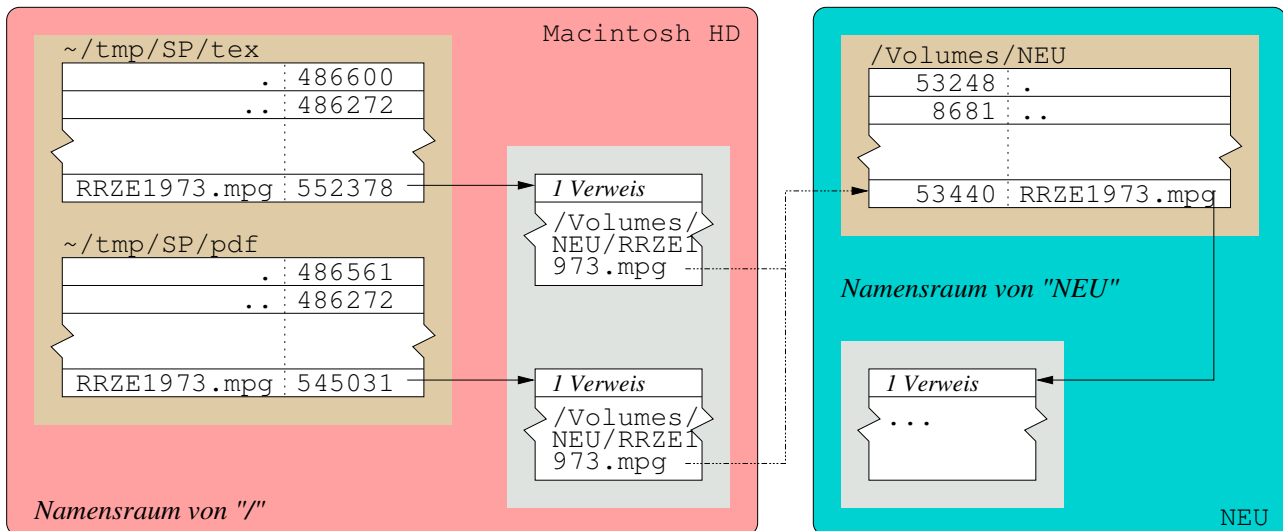 Macintosh HD
~/tmp/SP/tex
. 486600
.. 486272
RRZE1973.mpg 552378
~/tmp/SP/pdf
. 486561
.. 486272
RRZE1973.mpg 545031
1 Verweis
/Volumes/
NEU/RRZE1
973.mpg
1 Verweis
/Volumes/
NEU/RRZE1
973.mpg
Namensraum von "/"
/Volumes/NEU
53248 .
8681 ..
53440 RRZE1973.mpg
Namensraum von "NEU"
1 Verweis
...
NEU